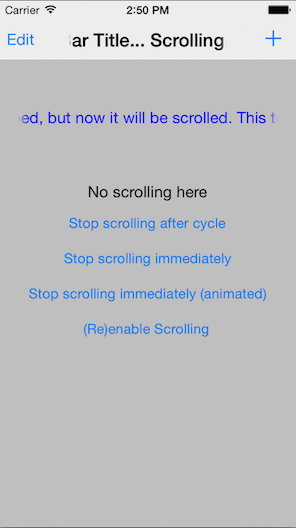 Carrier 2:50 PM
Edit ar Title... Scrolling +
ed, but now it will be scrolled. This t
No scrolling here
Stop scrolling after cycle
Stop scrolling immediately
Stop scrolling immediately (animated)
(Re)enable Scrolling